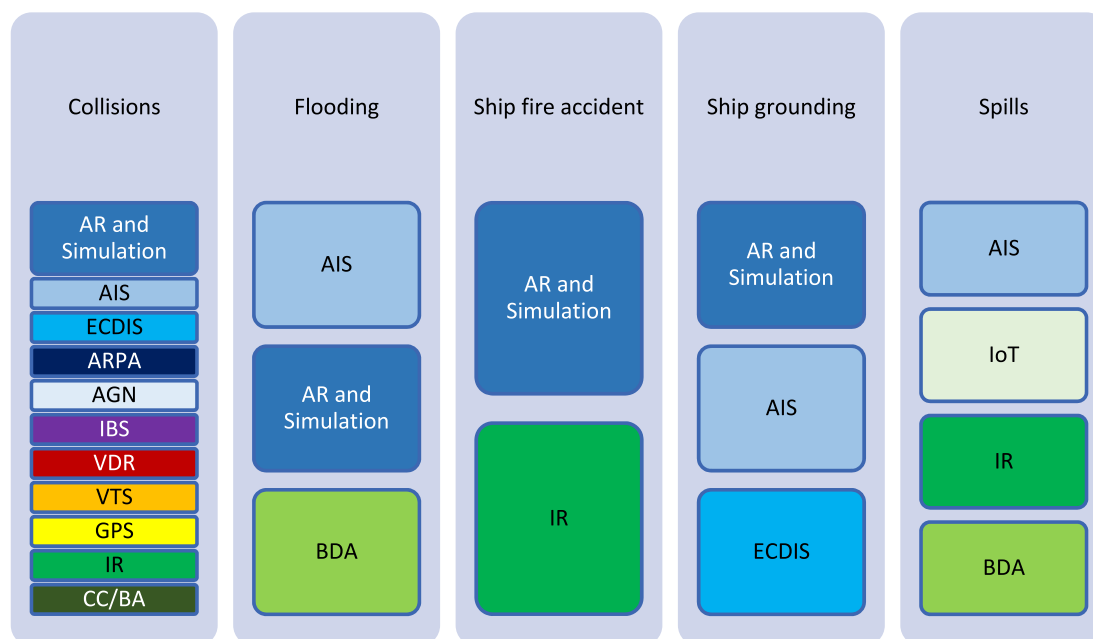 Collisions
AR and
Simulation
AIS
ECDIS
ARPA
AGN
IBS
VDR
VTS
GPS
IR
CC/BA
Flooding
AIS
AR and
Simulation
BDA
Ship fire accident
AR and
Simulation
IR
Ship grounding
AR and
Simulation
AIS
ECDIS
Spills
AIS
IoT
IR
BDA